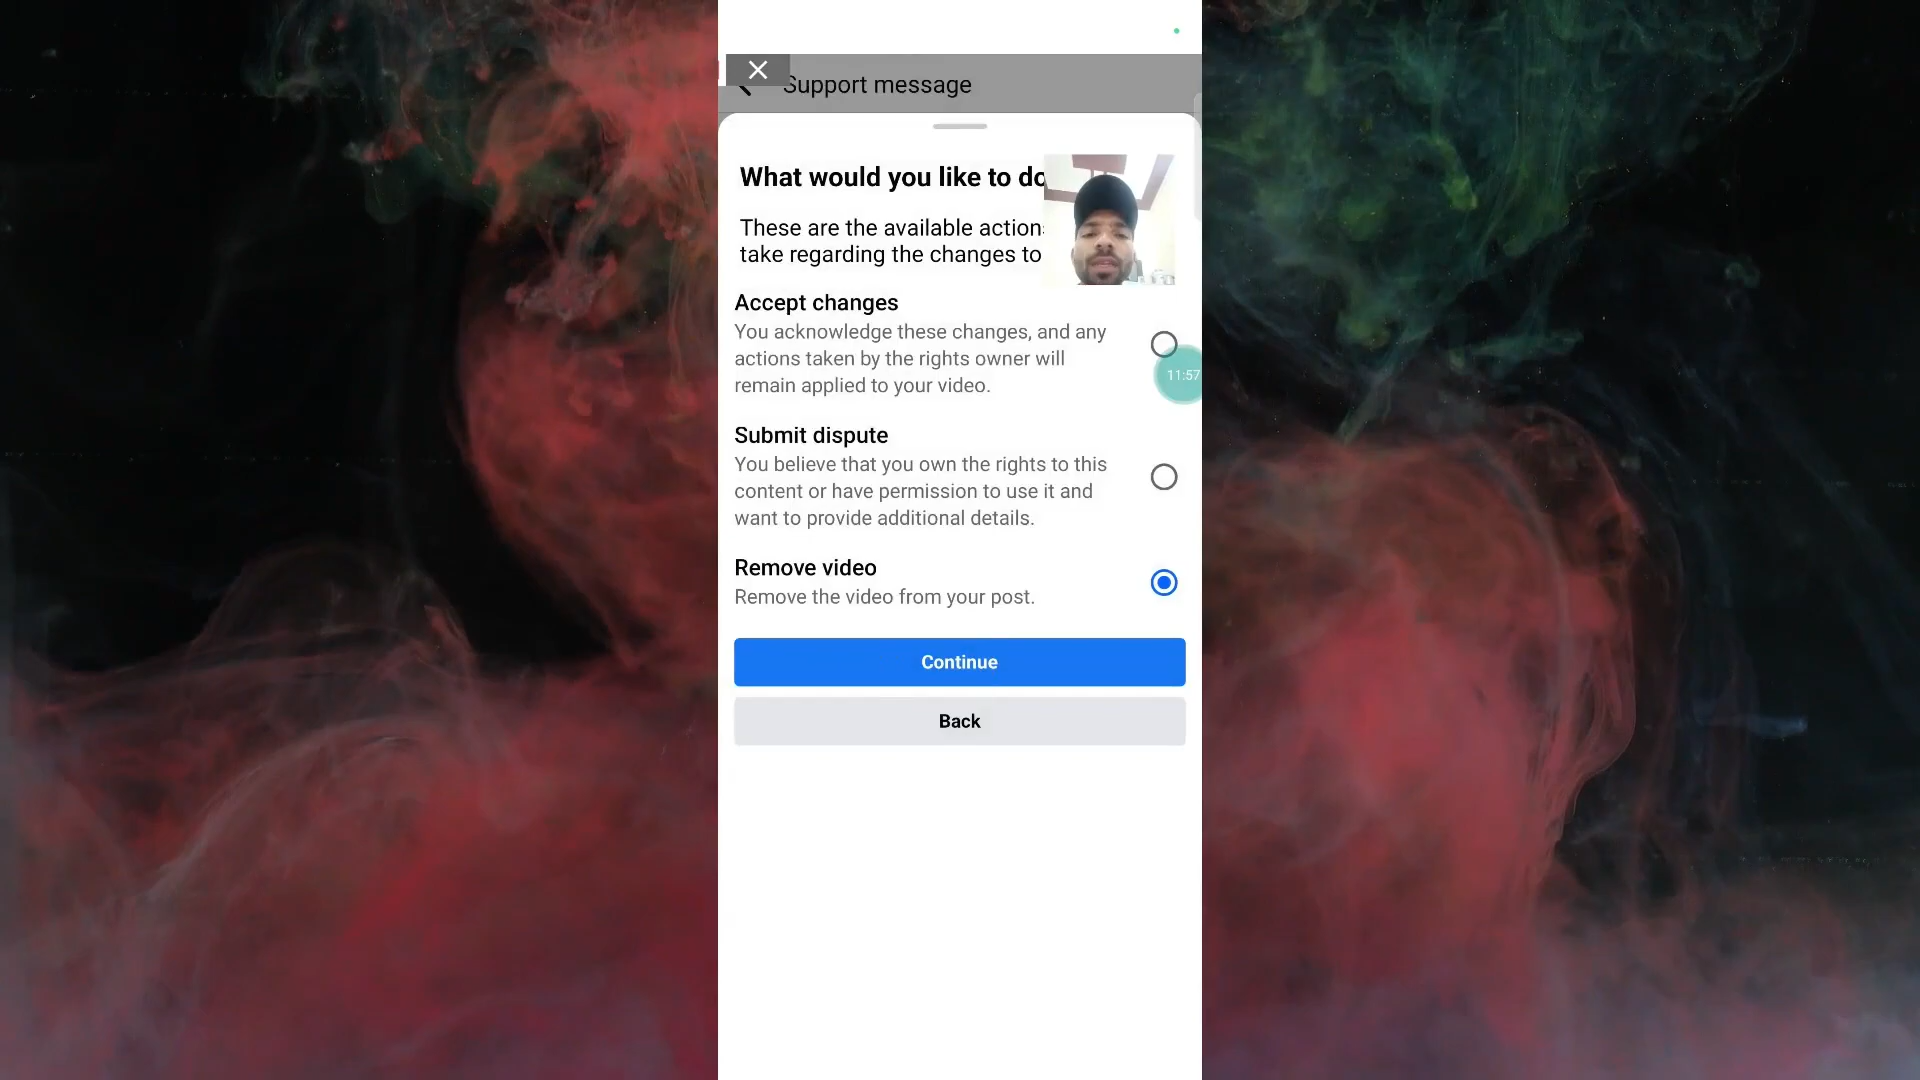 Support message
What would you like to do
These are the available action
take regarding the changes to
Accept changes
You acknowledge these changes, and any
actions taken by the rights owner will
remain applied to your video.
11:57
Submit dispute
You believe that you own the rights to this
content or have permission to use it and
want to provide additional details.
Remove video
Remove the video from your post.
Continue
Back